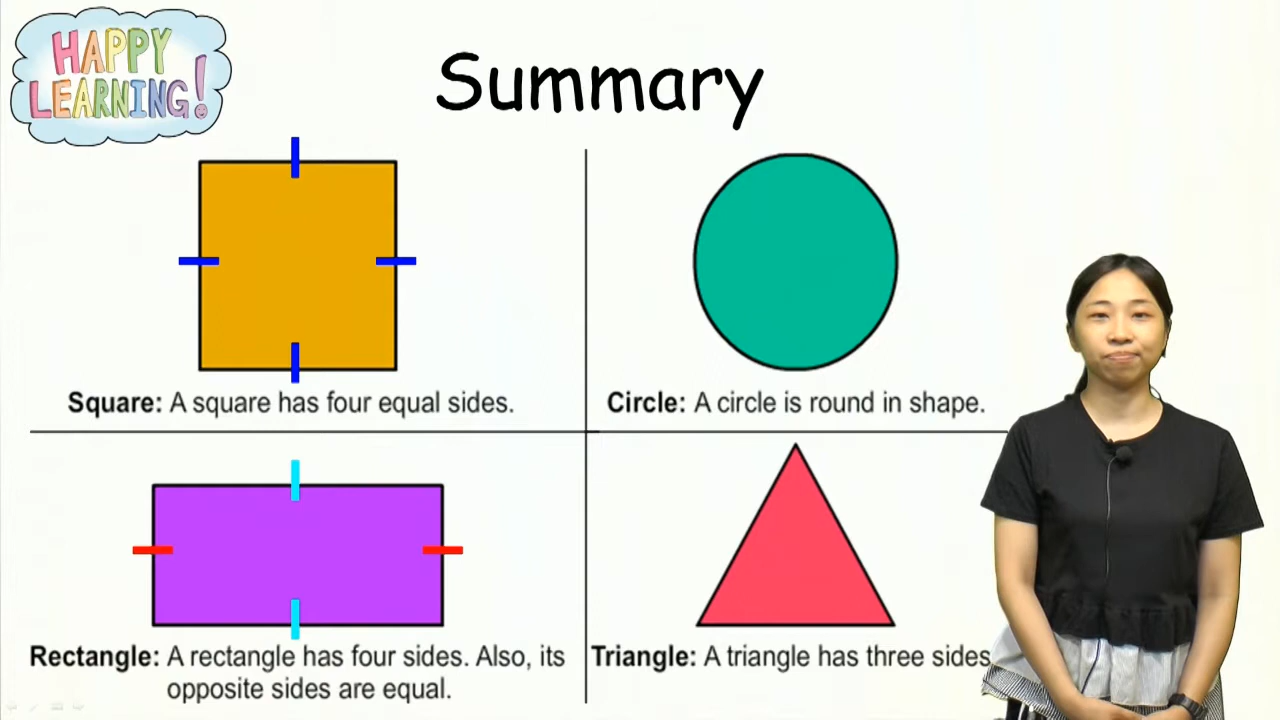 HAPPY
LEARNING!
Summary
Square: A square has four equal sides.
Circle: A circle is round in shape.
Rectangle: A rectangle has four sides. Also, its
opposite sides are equal.
Triangle: A triangle has three sides